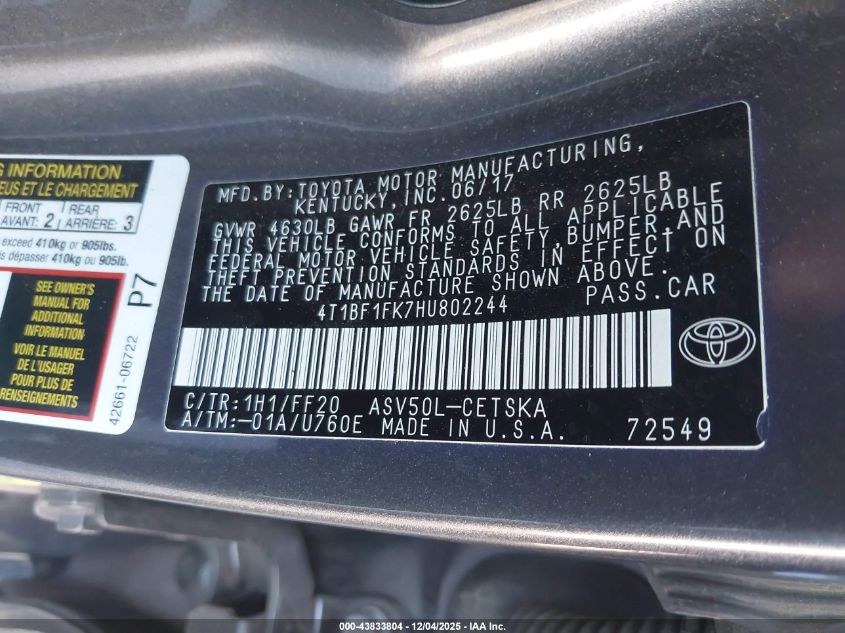 G INFORMATION
EUS ET LE CHARGEMENT
FRONT
AVANT: 2
REAR
ARRIÈRE: 3
exceed 410kg or 905lbs.
s dépasser 410kg ou 905lb.
SEE OWNER'S
MANUAL FOR
ADDITIONAL
INFORMATION
VOIR LE MANUEL
DE L'USAGER
POUR PLUS DE
RENSEIGNEMENTS
P7
42661-06722
MFD.BY:TOYOTA MOTOR MANUFACTURING,
KENTUCKY,INC.06/17
GVWR 4630LB GAWR FR 2625LB RR 2625LB
THIS VEHICLE CONFORMS TO ALL APPLICABLE
FEDERAL MOTOR VEHICLE SAFETY,BUMPER,AND
THEFT PREVENTION STANDARDS IN EFFECT ON
THE DATE OF MANUFACTURE SHOWN ABOVE.
4T1BF1FK7HU802244 PASS.CAR
C/TR:1H1/FF20 ASV50L-CETSKA
A/TM:-01A/U760E MADE IN U.S.A. 72549
000-43833804 - 12/04/2025 - IAA Inc.